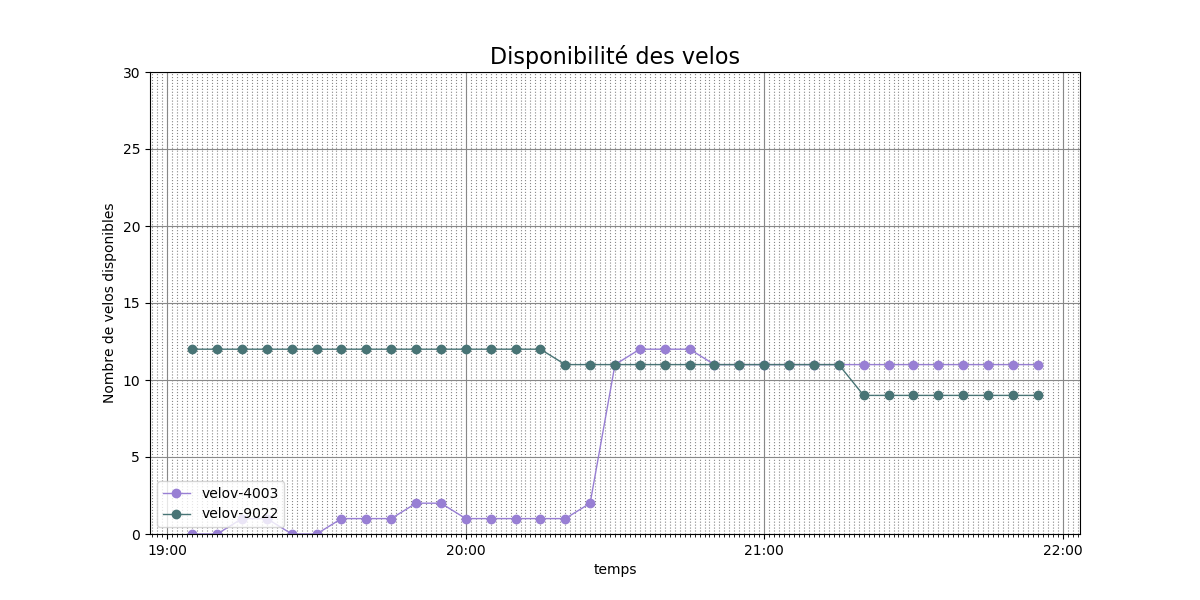 Disponibilité des velos
Nombre de velos disponibles
30
25
20
15
10
5
0
velov-4003
velov-9022
19:00 20:00 21:00 22:00
temps